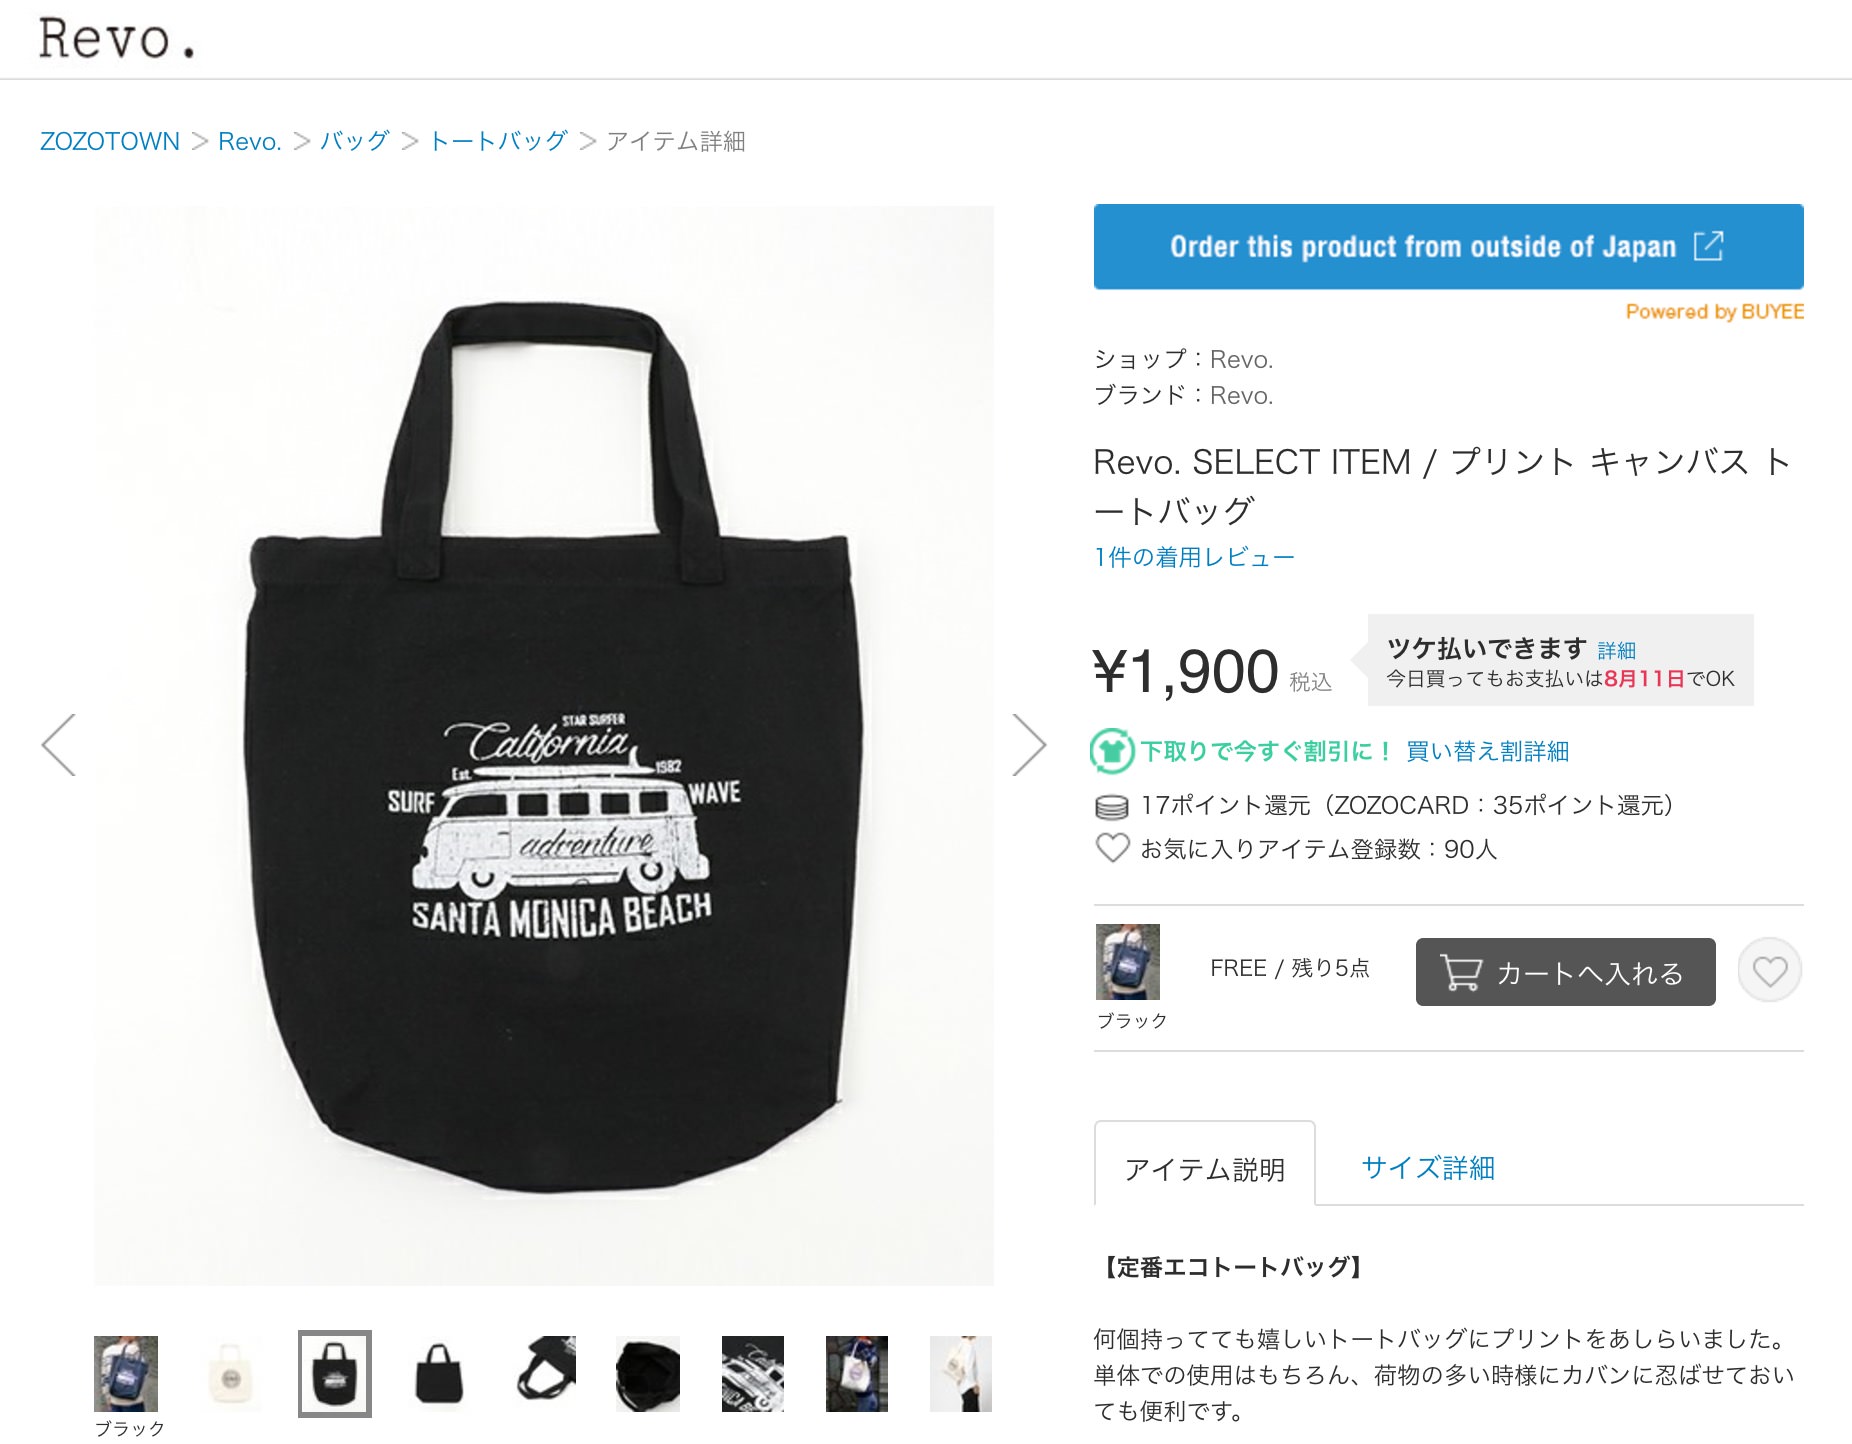 Revo.
ZOZOTOWN > Revo. > バッグ > トートバッグ > アイテム詳細
STAR SURFER
California
Est. 1982
SURF WAVE
adventure
SANTA MONICA BEACH
ブラック
Order this product from outside of Japan
Powered by BUYEE
ショップ：Revo.
ブランド：Revo.
Revo. SELECT ITEM / プリント キャンバス ト
ートバッグ
1件の着用レビュー
¥1,900 税込
ツケ払いできます 詳細
今日買ってもお支払いは8月11日でOK
下取りで今すぐ割引に！ 買い替え割詳細
17ポイント還元（ZOZOCARD：35ポイント還元）
お気に入りアイテム登録数：90人
FREE / 残り5点
カートへ入れる
ブラック
アイテム説明
サイズ詳細
【定番エコトートバッグ】
何個持ってても嬉しいトートバッグにプリントをあしらいました。
単体での使用はもちろん、荷物の多い時様にカバンに忍ばせておい
ても便利です。